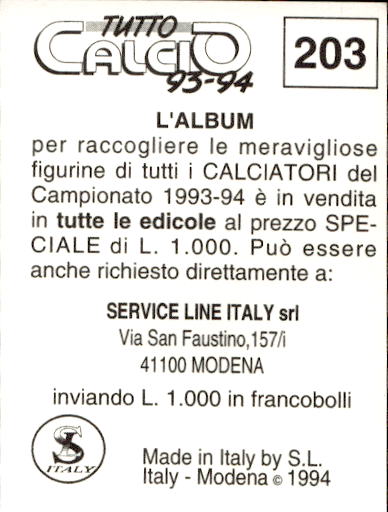 TUTTO
CALCIO
93-94
203
L'ALBUM
per raccogliere le meravigliose
figurine di tutti i CALCIATORI del
Campionato 1993-94 è in vendita
in tutte le edicole al prezzo SPE-
CIALE di L. 1.000. Può essere
anche richiesto direttamente a:
SERVICE LINE ITALY srl
Via San Faustino,157/i
41100 MODENA
inviando L. 1.000 in francobolli
SL
ITALY
Made in Italy by S.L.
Italy - Modena © 1994